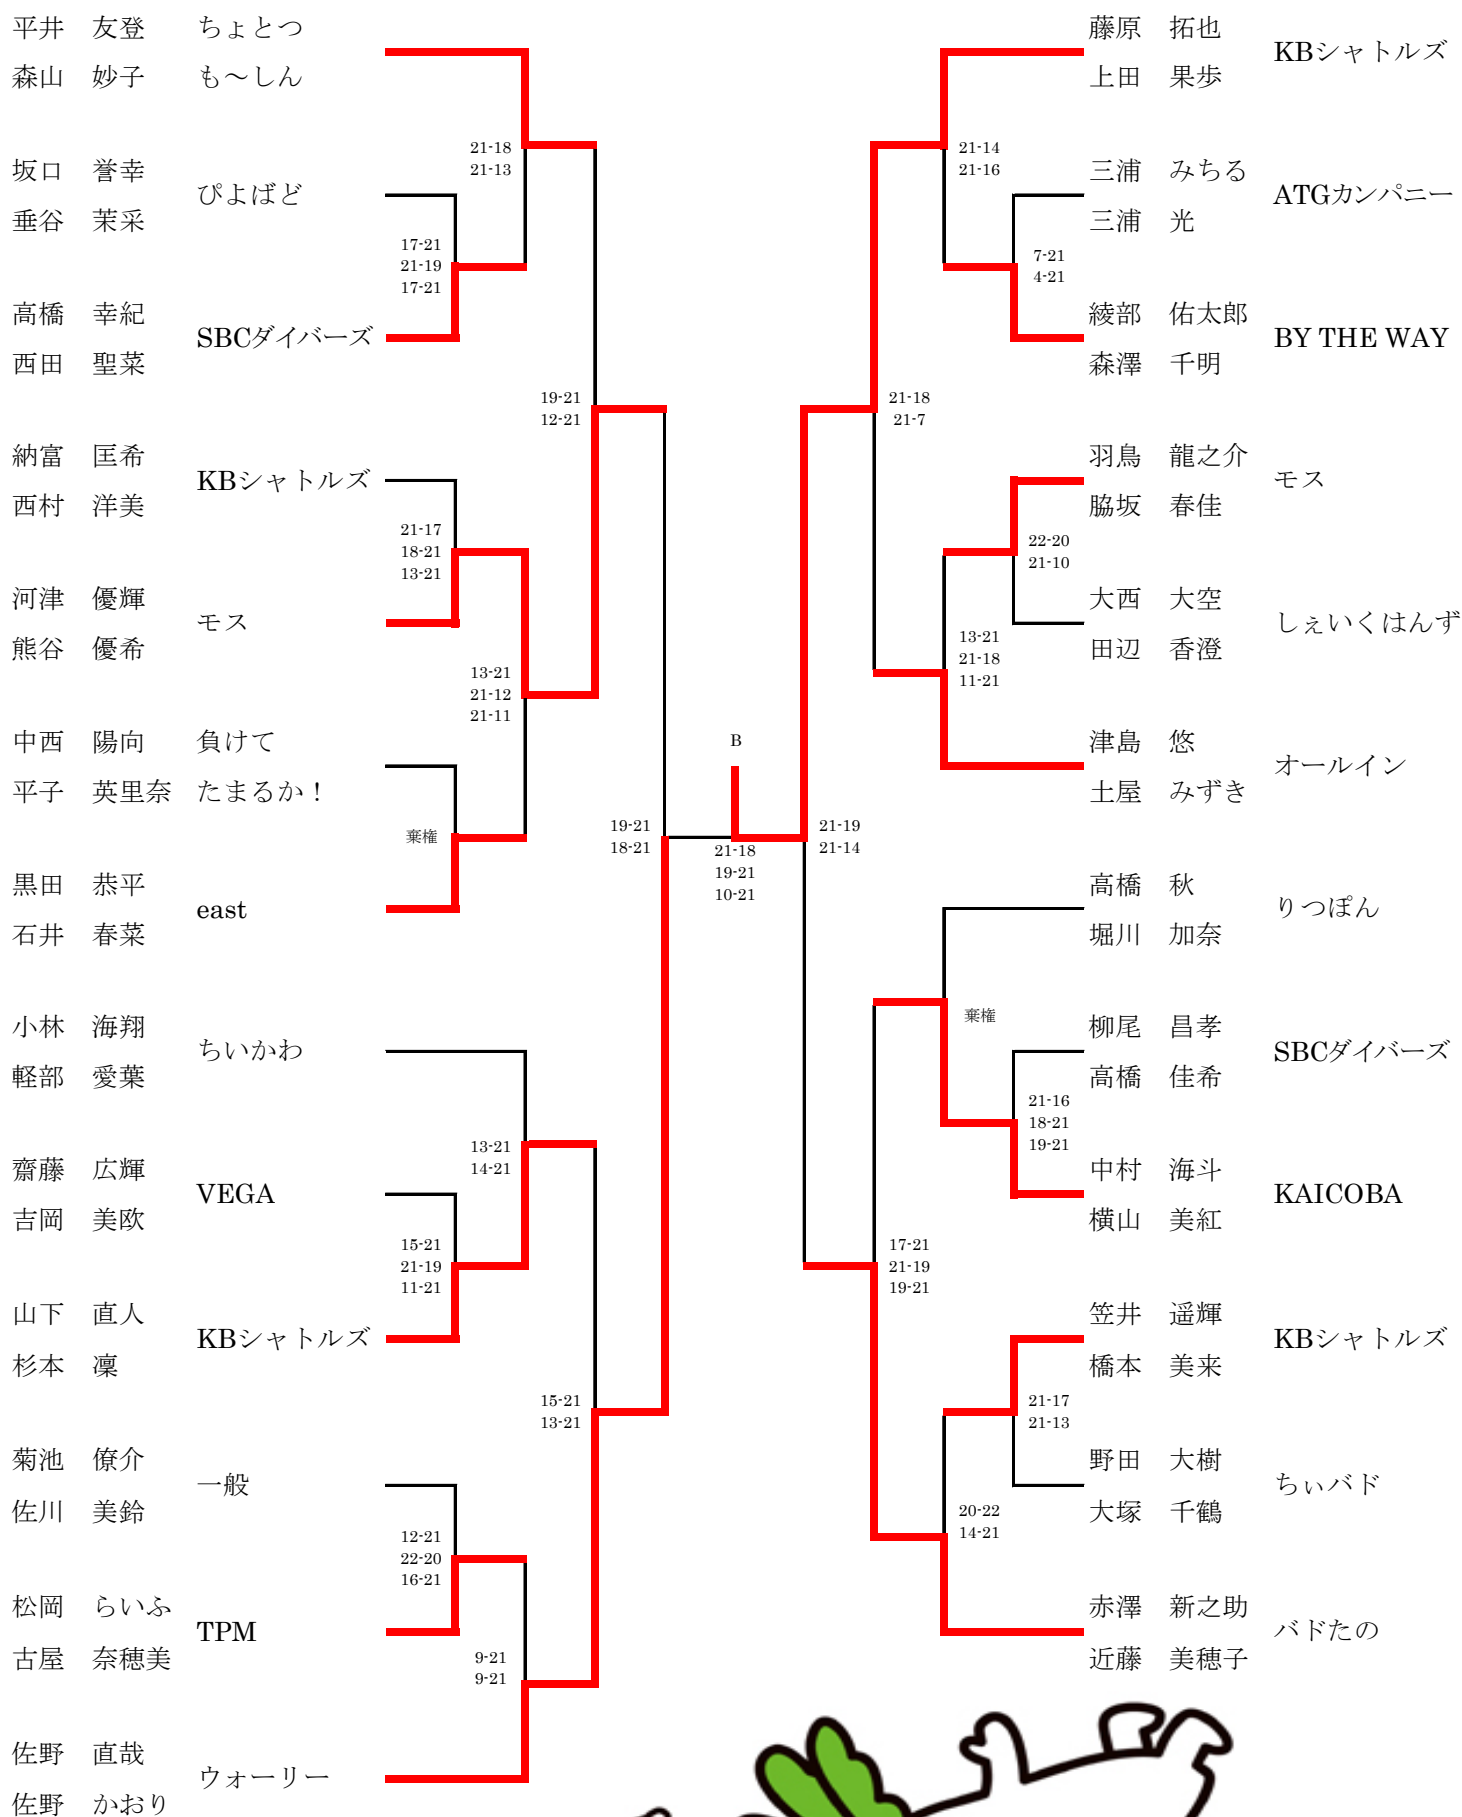 平井　友登　ちょとつ
森山　妙子　も～しん
21-18
21-13
坂口　誉幸
垂谷　茉采
ぴよばど
17-21
21-19
17-21
高橋　幸紀
西田　聖菜
SBCダイバーズ
19-21
12-21
納富　匡希
西村　洋美
KBシャトルズ
21-17
18-21
13-21
河津　優輝
熊谷　優希
モス
13-21
21-12
21-11
中西　陽向　負けて
平子　英里奈　たまるか！
棄権
黒田　恭平
石井　春菜
east
19-21
18-21
小林　海翔
軽部　愛葉
ちいかわ
13-21
14-21
齋藤　広輝
吉岡　美欧
VEGA
15-21
21-19
11-21
山下　直人
杉本　凜
KBシャトルズ
15-21
13-21
菊池　僚介
佐川　美鈴
一般
12-21
22-20
16-21
松岡　らいふ
古屋　奈穂美
TPM
9-21
9-21
佐野　直哉
佐野　かおり
ウォーリー
B
21-18
19-21
10-21
藤原　拓也
上田　果歩
KBシャトルズ
21-14
21-16
三浦　みちる
三浦　光
ATGカンパニー
7-21
4-21
綾部　佑太郎
森澤　千明
BY THE WAY
21-18
21-7
羽鳥　龍之介
脇坂　春佳
モス
22-20
21-10
大西　大空
田辺　香澄
しぇいくはんず
13-21
21-18
11-21
津島　悠
土屋　みずき
オールイン
21-19
21-14
高橋　秋
堀川　加奈
りつぽん
棄権
柳尾　昌孝
高橋　佳希
SBCダイバーズ
21-16
18-21
19-21
中村　海斗
横山　美紅
KAICOBA
17-21
21-19
19-21
笠井　遥輝
橋本　美来
KBシャトルズ
21-17
21-13
野田　大樹
大塚　千鶴
ちぃバド
20-22
14-21
赤澤　新之助
近藤　美穂子
バドたの